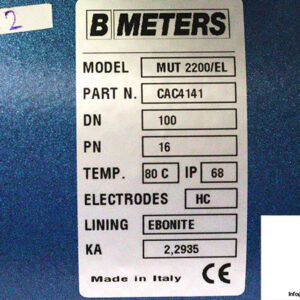 2
B METERS
MODEL MUT 2200/EL
PART N. CAC4141
DN 100
PN 16
TEMP. 80 C IP 68
ELECTRODES HC
LINING EBONITE
KA 2,2935
Made in Italy CE